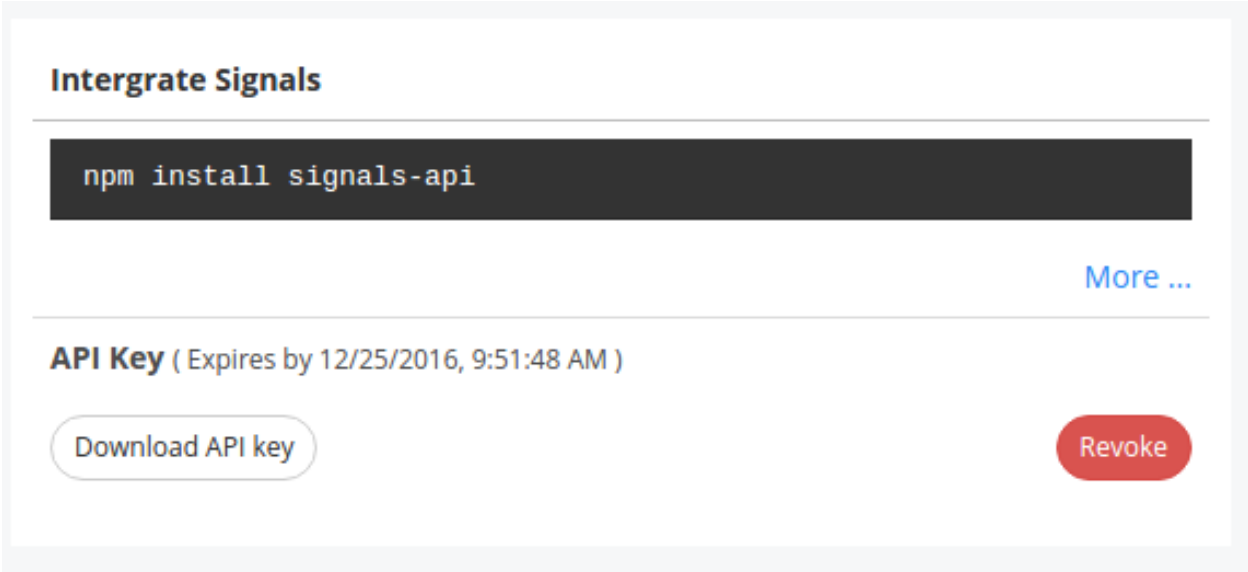 Intergrate Signals
npm install signals-api
More ...
API Key ( Expires by 12/25/2016, 9:51:48 AM )
Download API key
Revoke